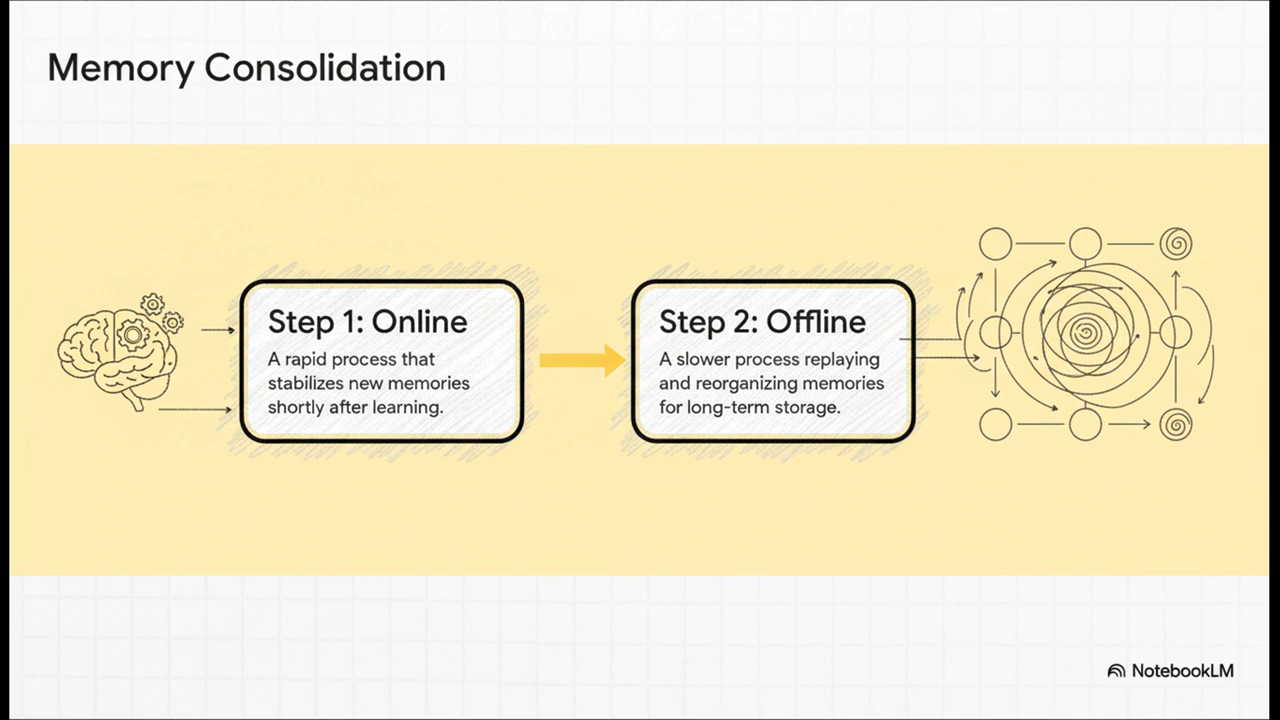 Memory Consolidation
Step 1: Online
A rapid process that
stabilizes new memories
shortly after learning.
Step 2: Offline
A slower process replaying
and reorganizing memories
for long-term storage.
NotebookLM